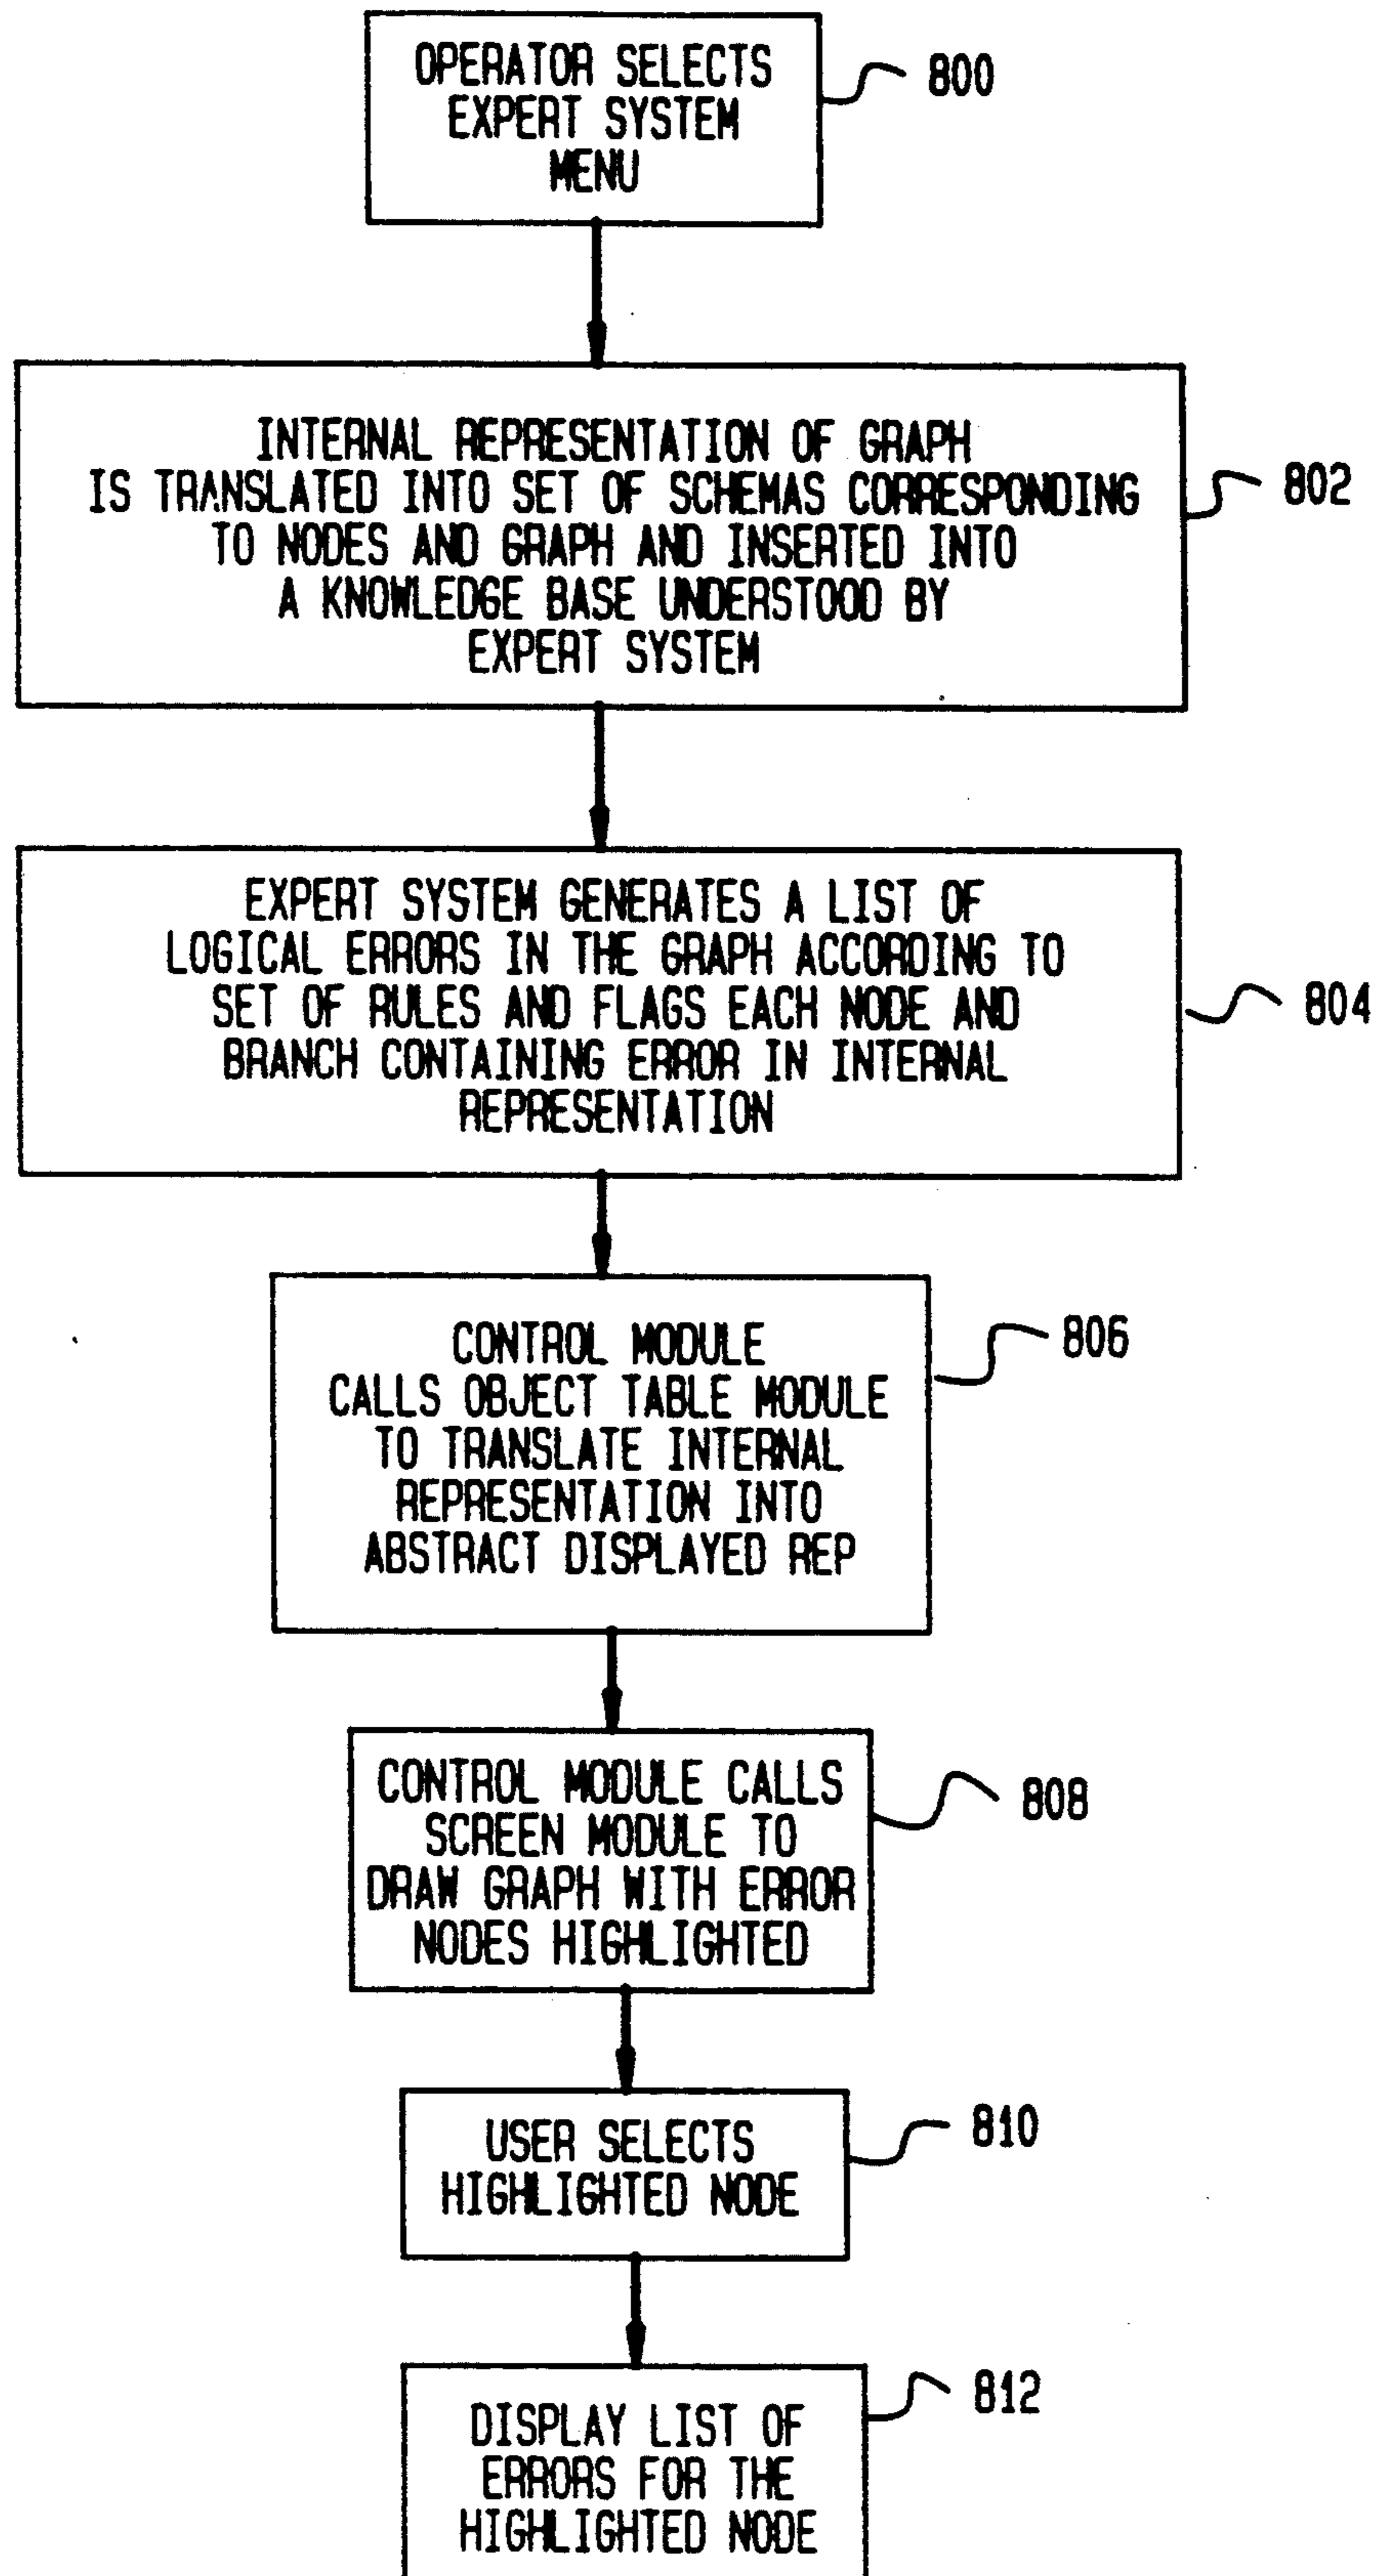 OPERATOR SELECTS
EXPERT SYSTEM
MENU
800
INTERNAL REPRESENTATION OF GRAPH
IS TRANSLATED INTO SET OF SCHEMAS CORRESPONDING
TO NODES AND GRAPH AND INSERTED INTO
A KNOWLEDGE BASE UNDERSTOOD BY
EXPERT SYSTEM
802
EXPERT SYSTEM GENERATES A LIST OF
LOGICAL ERRORS IN THE GRAPH ACCORDING TO
SET OF RULES AND FLAGS EACH NODE AND
BRANCH CONTAINING ERROR IN INTERNAL
REPRESENTATION
804
CONTROL MODULE
CALLS OBJECT TABLE MODULE
TO TRANSLATE INTERNAL
REPRESENTATION INTO
ABSTRACT DISPLAYED REP
806
CONTROL MODULE CALLS
SCREEN MODULE TO
DRAW GRAPH WITH ERROR
NODES HIGHLIGHTED
808
USER SELECTS
HIGHLIGHTED NODE
810
DISPLAY LIST OF
ERRORS FOR THE
HIGHLIGHTED NODE
812